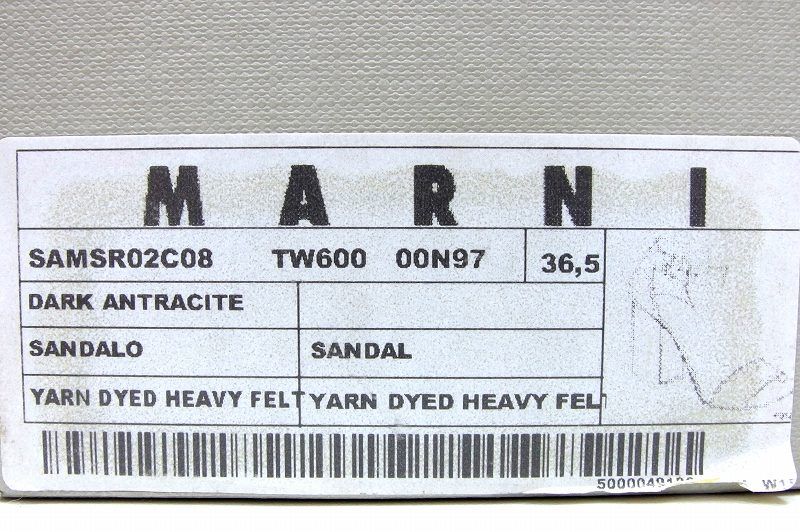 MARNI
SAMSR02C08 TW600 00N97 36,5
DARK ANTRACITE
SANDALO SANDAL
YARN DYED HEAVY FELT YARN DYED HEAVY FELT